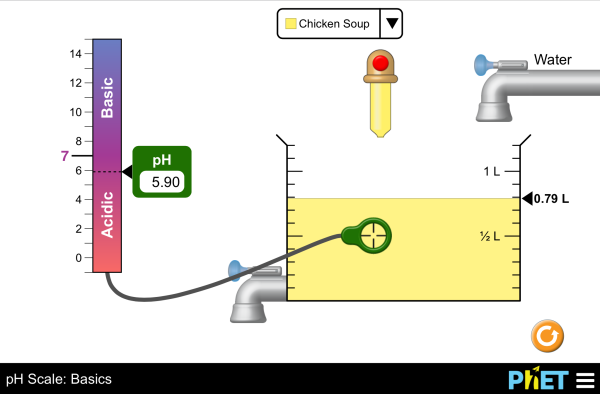 Chicken Soup
Water
14
12
10
8
7
6
4
2
0
Basic
Acidic
pH
5.90
1 L
0.79 L
½ L
pH Scale: Basics
PhET